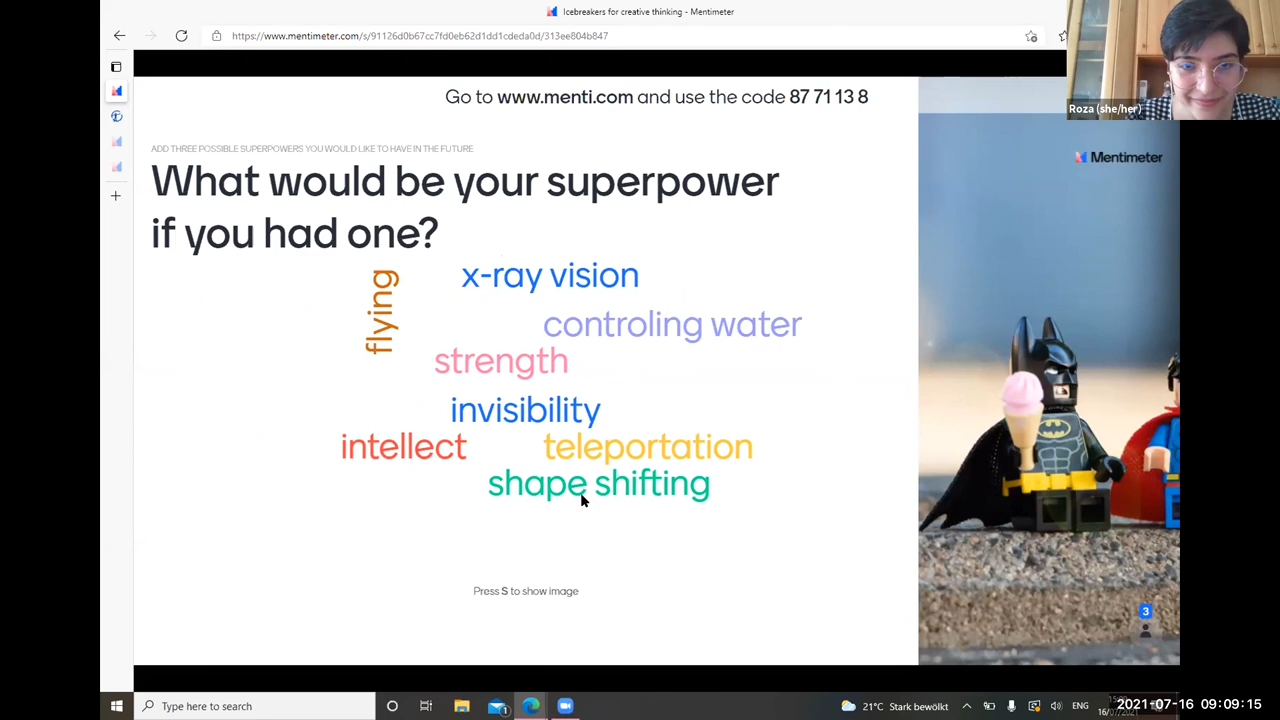 Icebreakers for creative thinking - Mentimeter
https://www.mentimeter.com/s/91126d0b67cc7fd0eb62d1dd1cdeda0d/313ee804b847
Roza (she/her)
Go to www.menti.com and use the code 87 71 13 8
ADD THREE POSSIBLE SUPERPOWERS YOU WOULD LIKE TO HAVE IN THE FUTURE
Mentimeter
What would be your superpower
if you had one?
flying
x-ray vision
controling water
strength
invisibility
intellect
teleportation
shape shifting
Press S to show image
3
Type here to search
1
21°C Stark bewölkt
ENG
2021-07-16 09:09:15